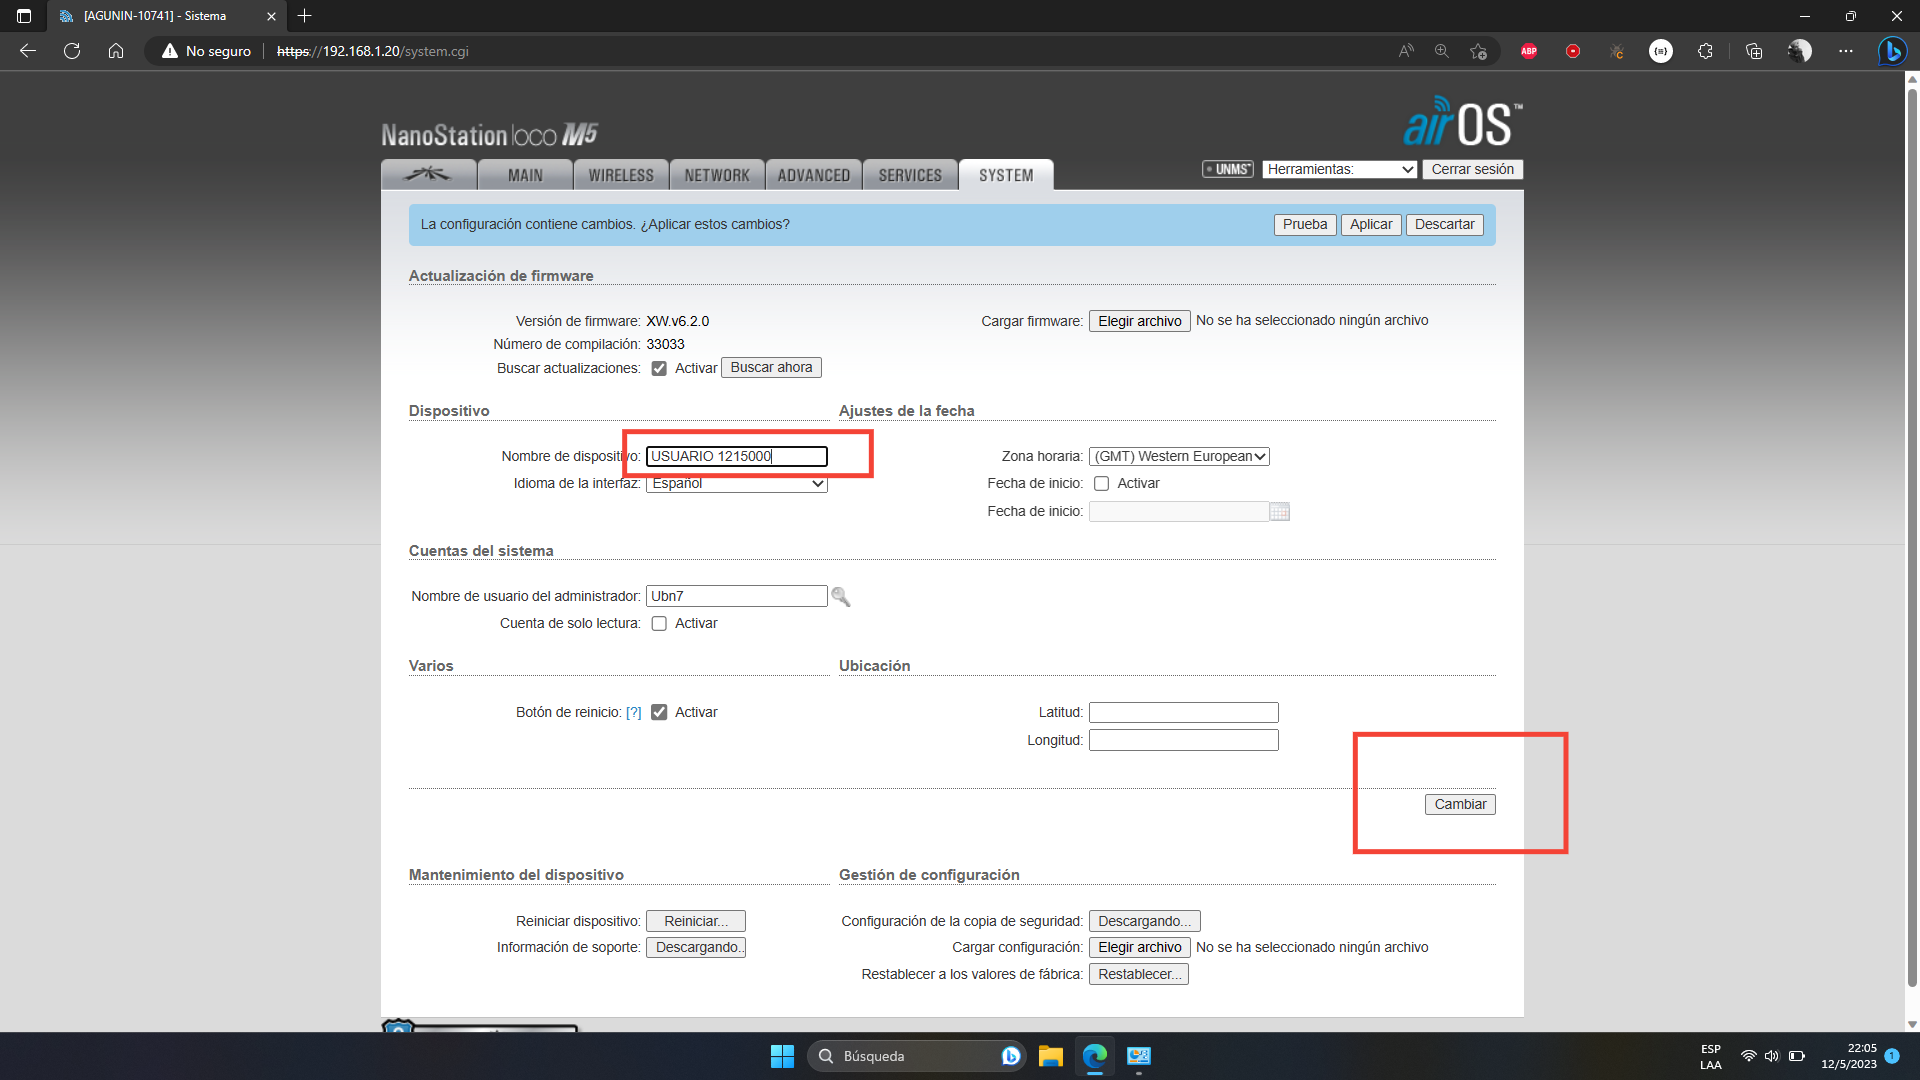 [AGUNIN-10741] - Sistema
No seguro
https://192.168.1.20/system.cgi
ABP
NanoStation loco M5
airOS™
MAIN
WIRELESS
NETWORK
ADVANCED
SERVICES
SYSTEM
UNMS™
Herramientas:
Cerrar sesión
La configuración contiene cambios. ¿Aplicar estos cambios?
Prueba
Aplicar
Descartar
Actualización de firmware
Versión de firmware: XW.v6.2.0
Cargar firmware: Elegir archivo No se ha seleccionado ningún archivo
Número de compilación: 33033
Buscar actualizaciones: Activar Buscar ahora
Dispositivo
Ajustes de la fecha
Nombre de dispositivo: USUARIO 1215000
Zona horaria: (GMT) Western European
Idioma de la interfaz: Español
Fecha de inicio: Activar
Fecha de inicio:
Cuentas del sistema
Nombre de usuario del administrador: Ubn7
Cuenta de solo lectura: Activar
Varios
Ubicación
Botón de reinicio: [?] Activar
Latitud:
Longitud:
Cambiar
Mantenimiento del dispositivo
Gestión de configuración
Reiniciar dispositivo: Reiniciar...
Configuración de la copia de seguridad: Descargando...
Información de soporte: Descargando..
Cargar configuración: Elegir archivo No se ha seleccionado ningún archivo
Restablecer a los valores de fábrica: Restablecer...
Búsqueda
ESP
LAA
22:05
12/5/2023
1